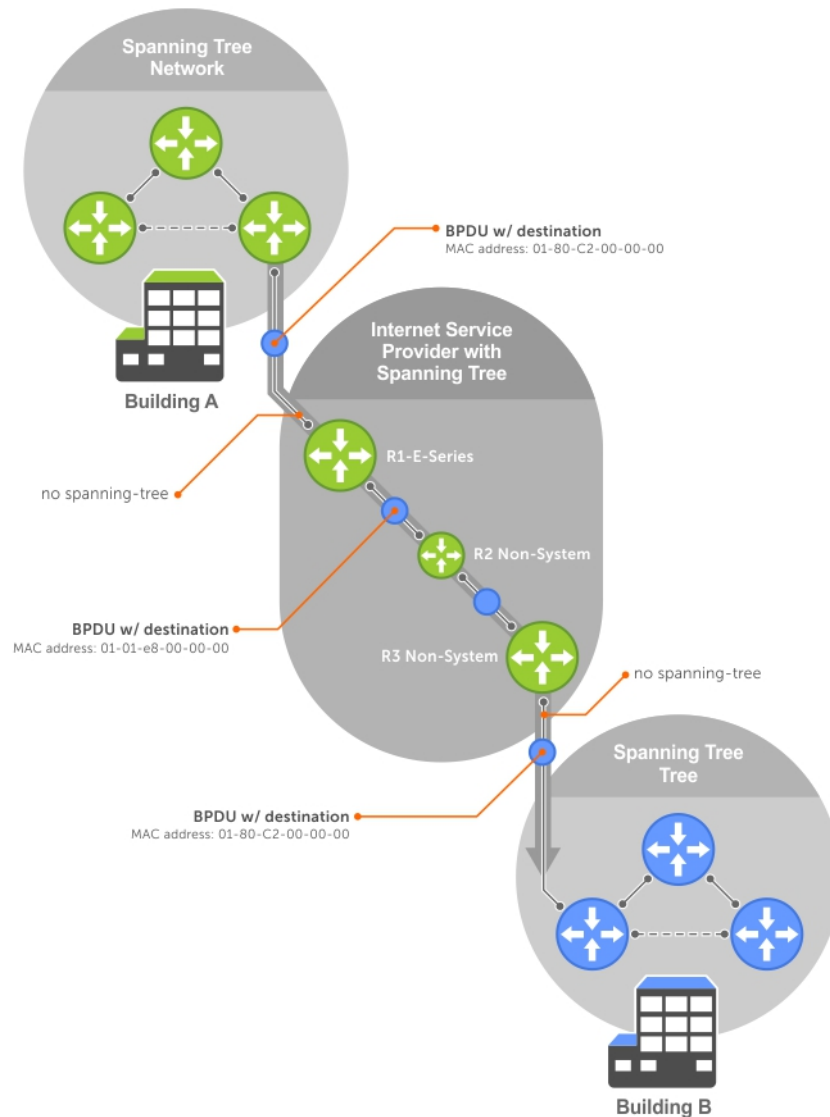 Spanning Tree
Network
BPDU w/ destination
MAC address: 01-80-C2-00-00-00
Internet Service
Provider with
Spanning Tree
Building A
R1-E-Series
no spanning-tree
R2 Non-System
BPDU w/ destination
MAC address: 01-01-e8-00-00-00
R3 Non-System
no spanning-tree
Spanning Tree
Tree
BPDU w/ destination
MAC address: 01-80-C2-00-00-00
Building B